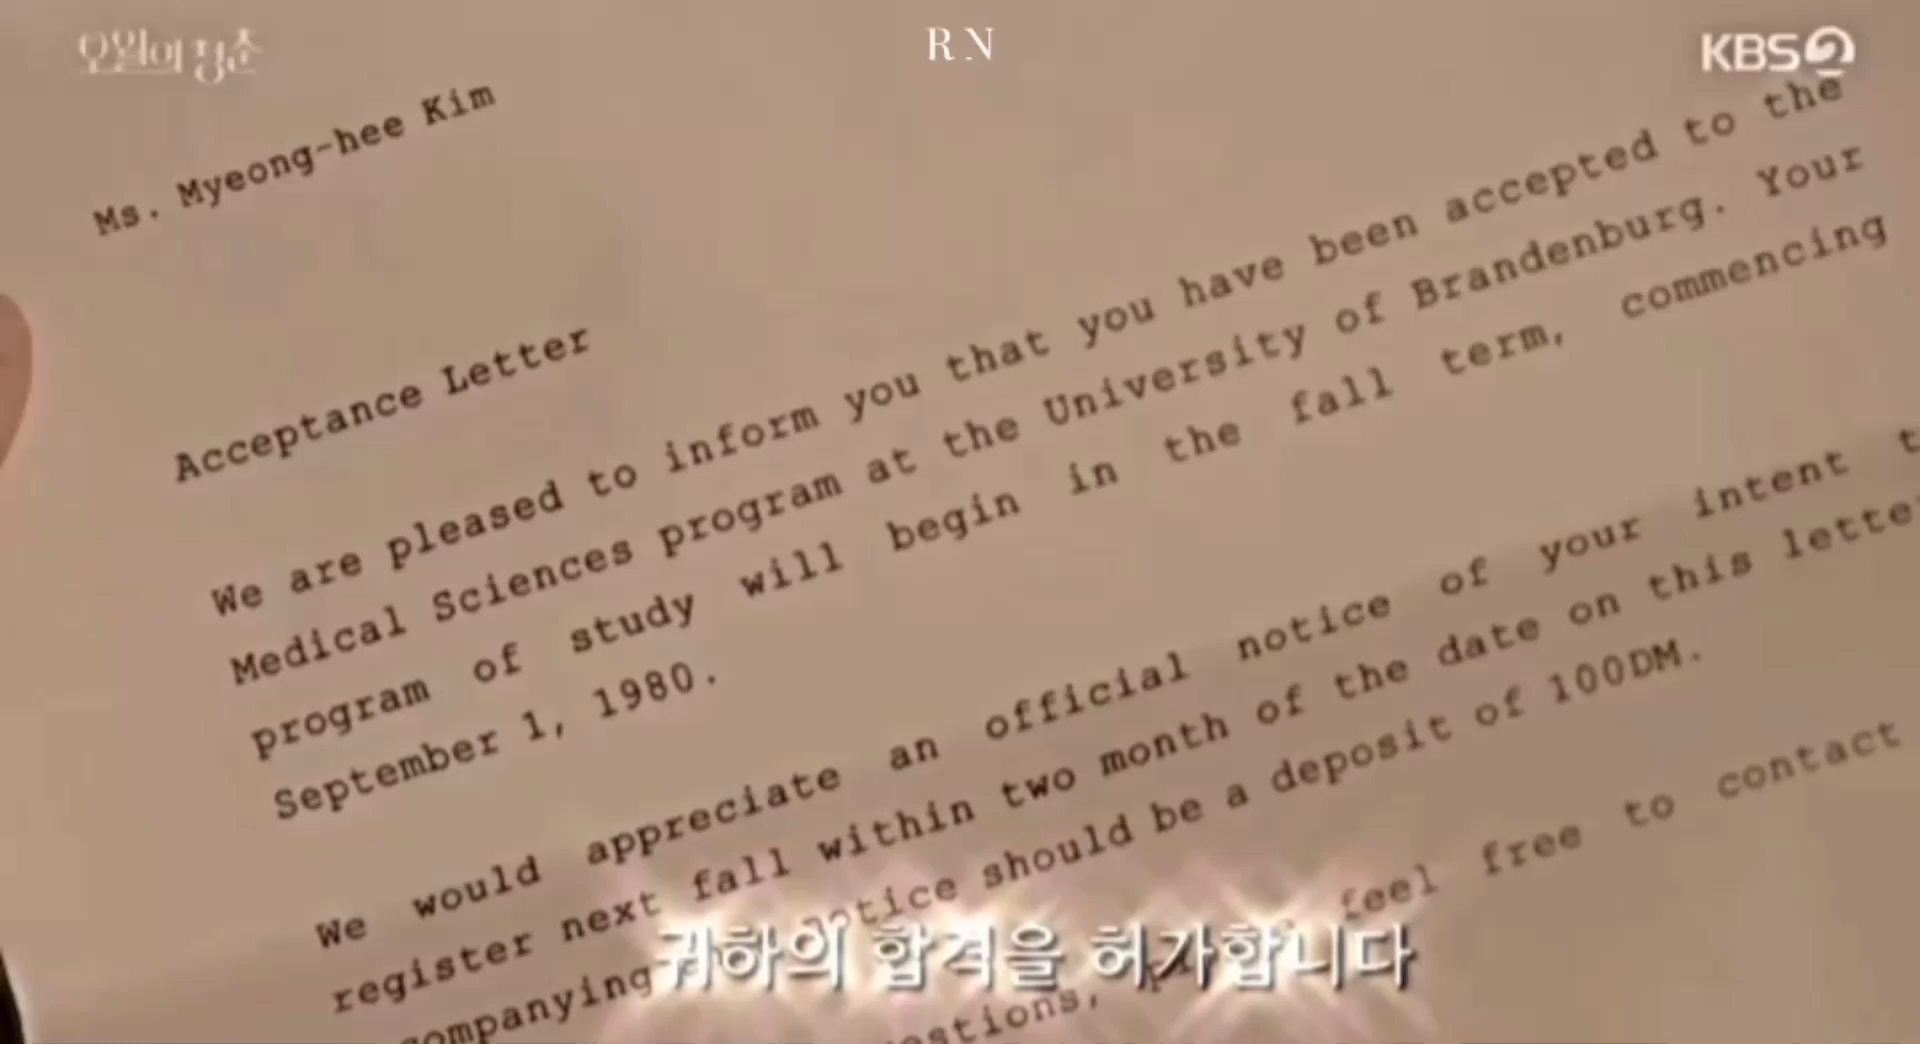 오월의 청춘
RN
KBS2
Ms. Myeong-hee Kim
Acceptance Letter
We are pleased to inform you that you have been accepted to the
Medical Sciences program at the University of Brandenburg. Your
program of study will begin in the fall term, commencing
September 1, 1980.
We would appreciate an official notice of your intent
register next fall within two month of the date on this
companying notice should be a deposit of 100DM.
feel free to contact
귀하의 합격을 허가합니다